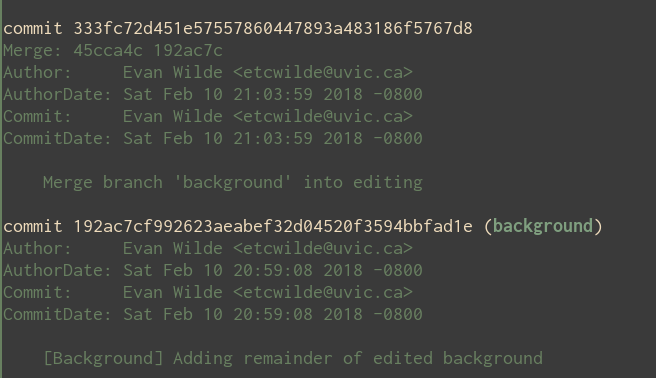 commit 333fc72d451e57557860447893a483186f5767d8
Merge: 45cca4c 192ac7c
Author:     Evan Wilde <etcwilde@uvic.ca>
AuthorDate: Sat Feb 10 21:03:59 2018 -0800
Commit:     Evan Wilde <etcwilde@uvic.ca>
CommitDate: Sat Feb 10 21:03:59 2018 -0800
    Merge branch 'background' into editing
commit 192ac7cf992623aeabef32d04520f3594bbfad1e (background)
Author:     Evan Wilde <etcwilde@uvic.ca>
AuthorDate: Sat Feb 10 20:59:08 2018 -0800
Commit:     Evan Wilde <etcwilde@uvic.ca>
CommitDate: Sat Feb 10 20:59:08 2018 -0800
    [Background] Adding remainder of edited background